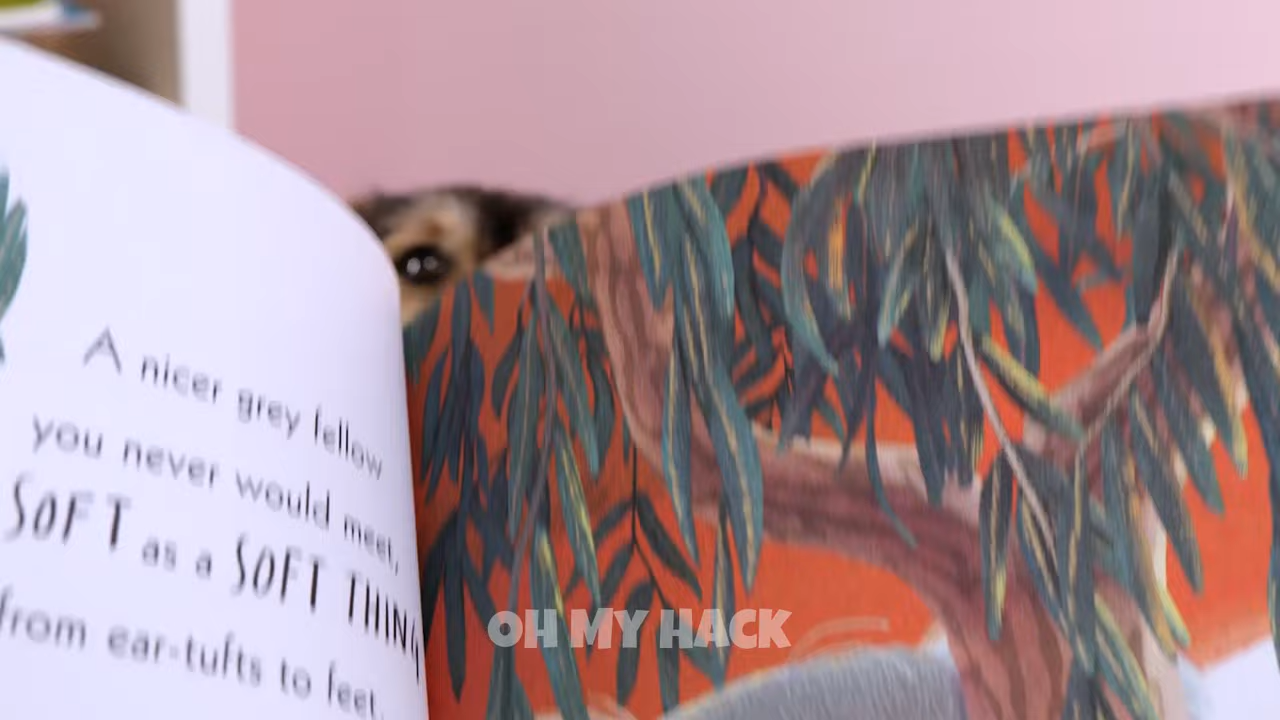 A nicer grey fellow
you never would meet,
SOFT as a SOFT THING
from ear-tufts to feet.
OH MY HACK